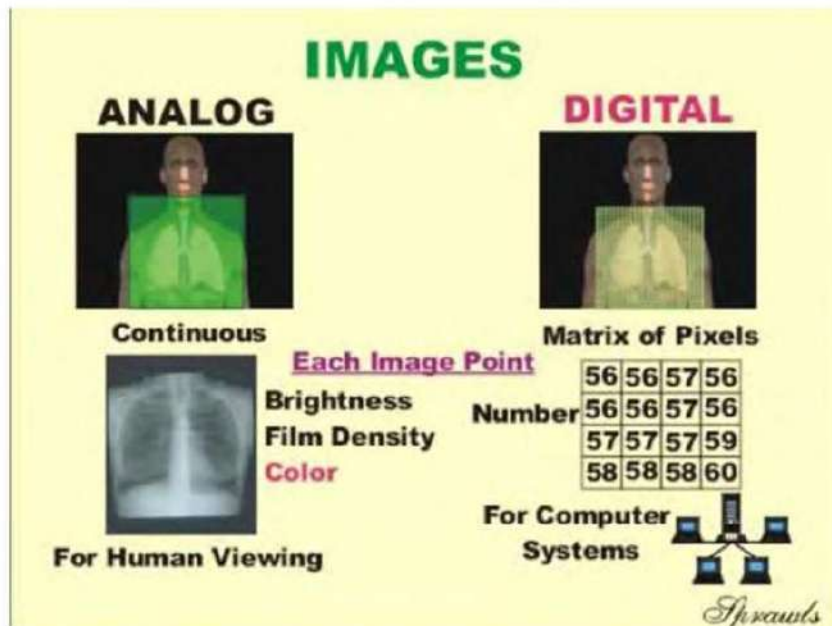 IMAGES
ANALOG
DIGITAL
Continuous
Matrix of Pixels
Each Image Point
Brightness
Film Density
Color
Number
56 56 57 56
56 56 57 56
57 57 57 59
58 58 58 60
For Human Viewing
For Computer
Systems
Sprawls